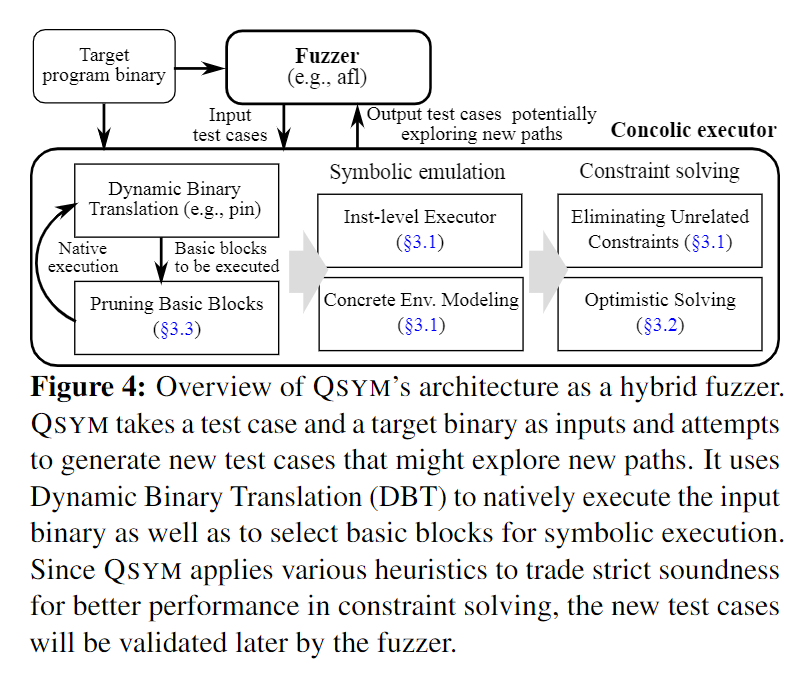 Target
program binary
Fuzzer
(e.g., afl)
Input
test cases
Output test cases potentially
exploring new paths
Concolic executor
Dynamic Binary
Translation (e.g., pin)
Native
execution
Basic blocks
to be executed
Pruning Basic Blocks
(§3.3)
Symbolic emulation
Inst-level Executor
(§3.1)
Concrete Env. Modeling
(§3.1)
Constraint solving
Eliminating Unrelated
Constraints (§3.1)
Optimistic Solving
(§3.2)
Figure 4: Overview of QSYM's architecture as a hybrid fuzzer.
QSYM takes a test case and a target binary as inputs and attempts
to generate new test cases that might explore new paths. It uses
Dynamic Binary Translation (DBT) to natively execute the input
binary as well as to select basic blocks for symbolic execution.
Since QSYM applies various heuristics to trade strict soundness
for better performance in constraint solving, the new test cases
will be validated later by the fuzzer.